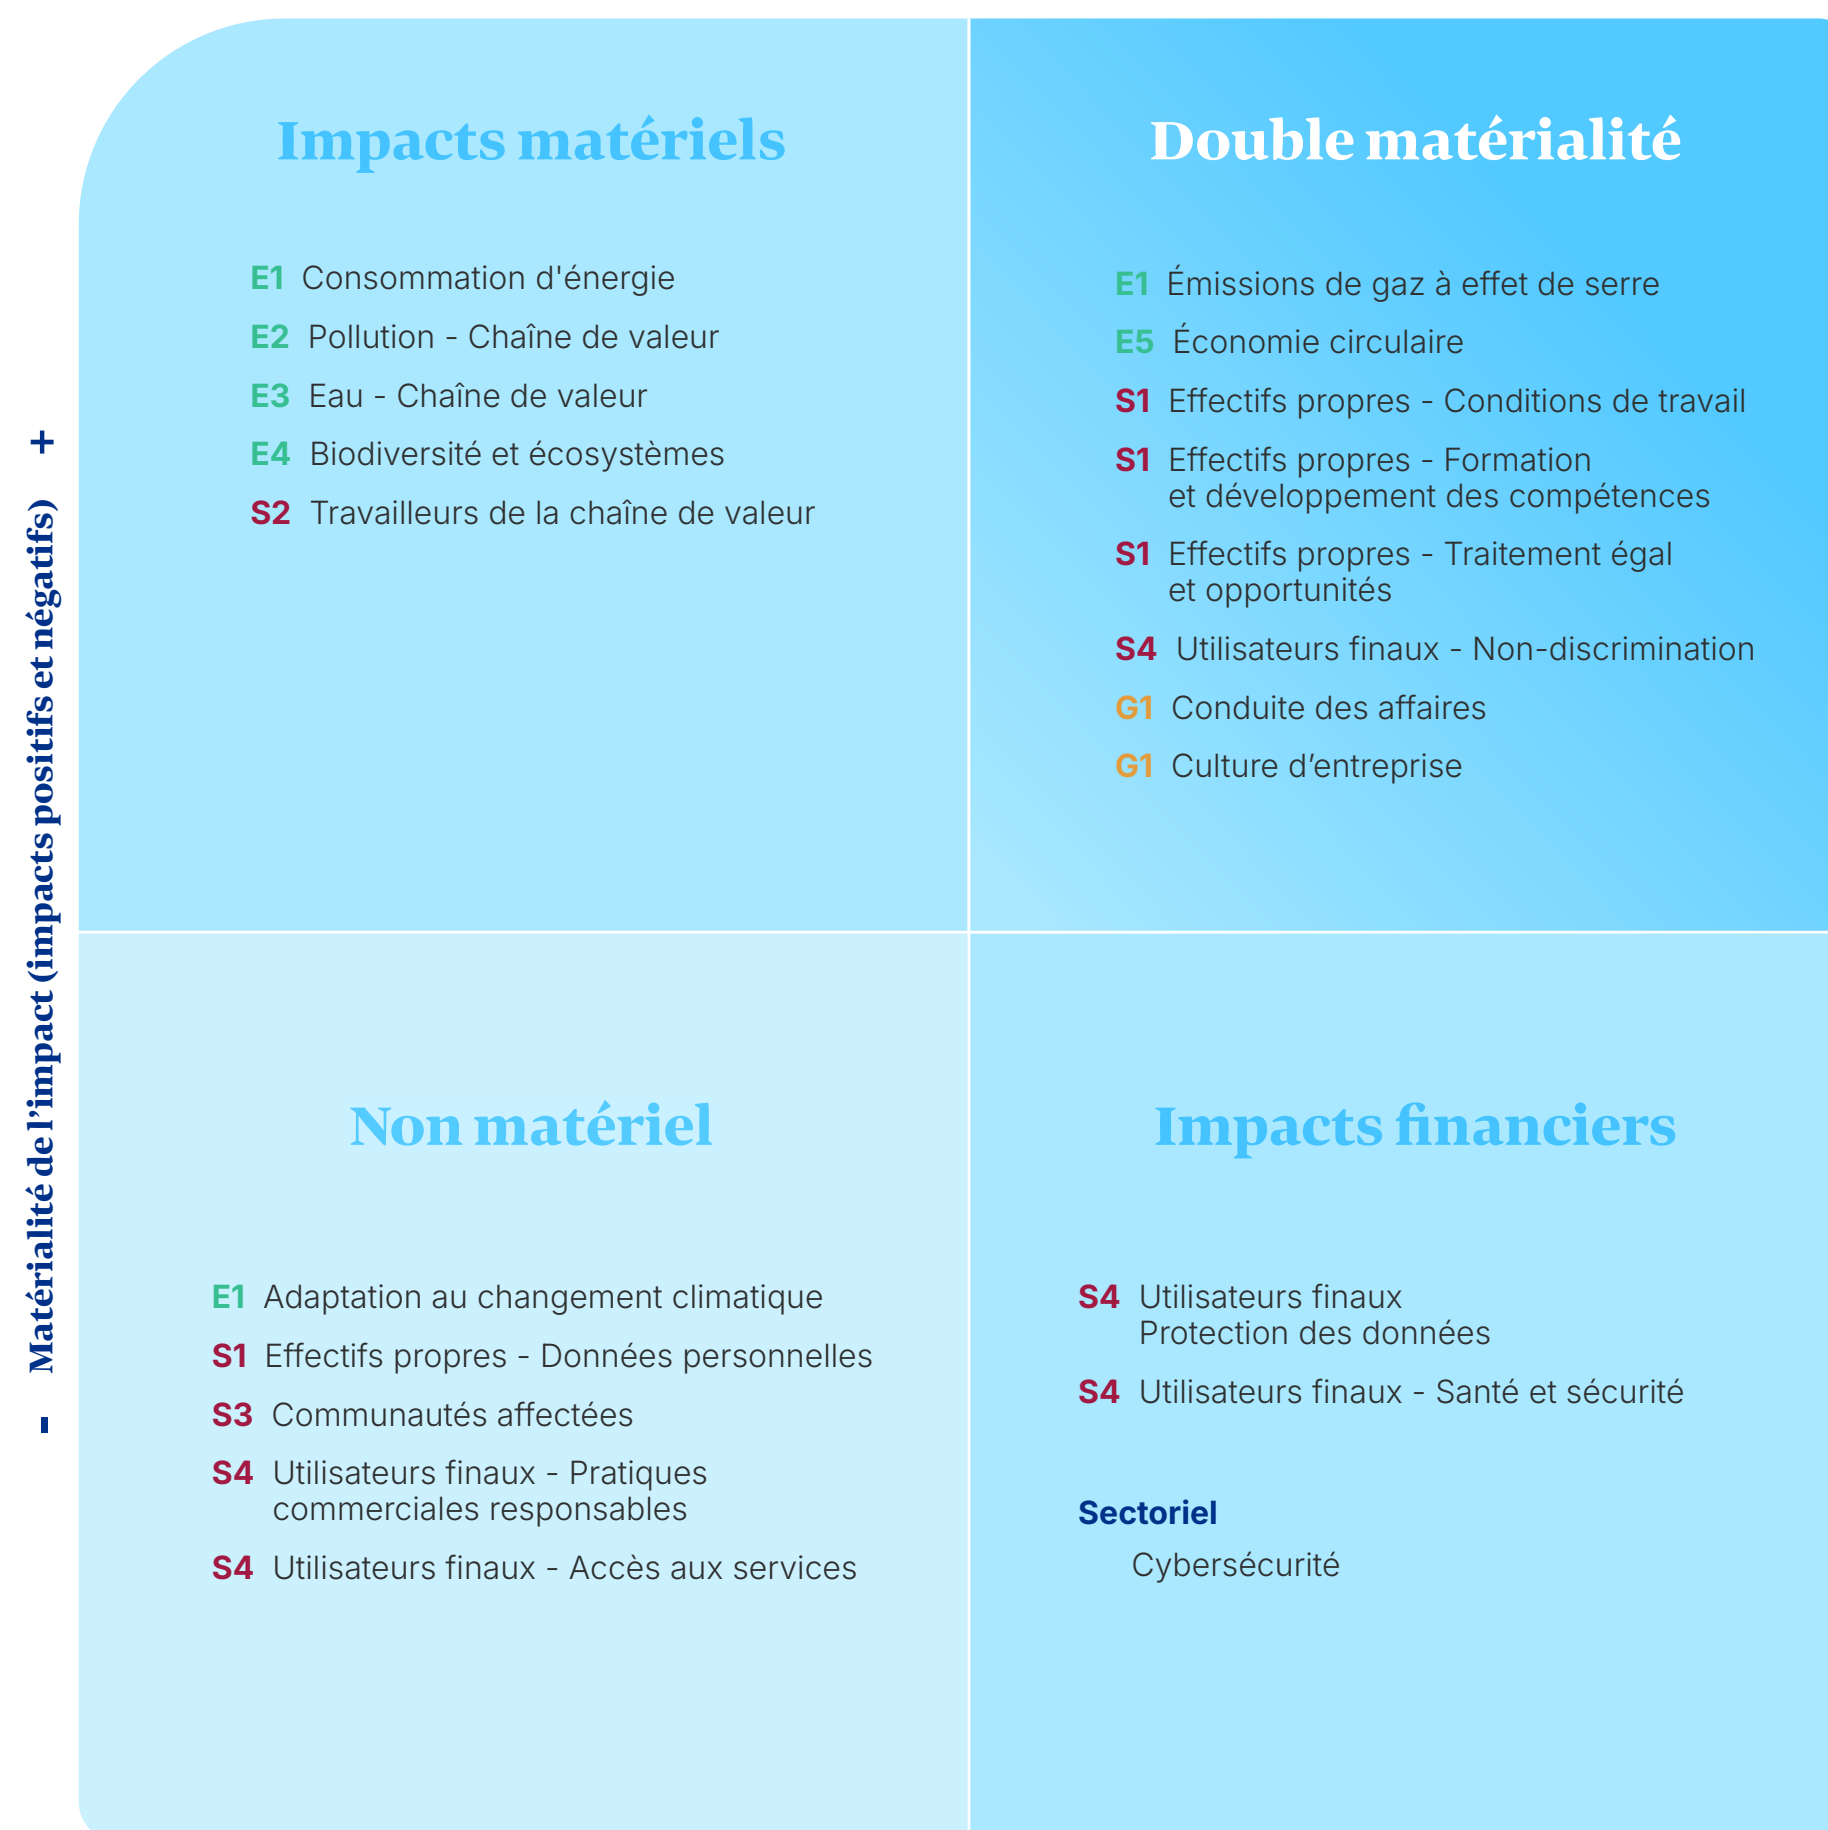 - Matérialité de l’impact (impacts positifs et négatifs) +
Impacts matériels
E1 Consommation d'énergie
E2 Pollution - Chaîne de valeur
E3 Eau - Chaîne de valeur
E4 Biodiversité et écosystèmes
S2 Travailleurs de la chaîne de valeur
Double matérialité
E1 Émissions de gaz à effet de serre
E5 Économie circulaire
S1 Effectifs propres - Conditions de travail
S1 Effectifs propres - Formation
et développement des compétences
S1 Effectifs propres - Traitement égal
et opportunités
S4 Utilisateurs finaux - Non-discrimination
G1 Conduite des affaires
G1 Culture d’entreprise
Non matériel
E1 Adaptation au changement climatique
S1 Effectifs propres - Données personnelles
S3 Communautés affectées
S4 Utilisateurs finaux - Pratiques
commerciales responsables
S4 Utilisateurs finaux - Accès aux services
Impacts financiers
S4 Utilisateurs finaux
Protection des données
S4 Utilisateurs finaux - Santé et sécurité
Sectoriel
Cybersécurité